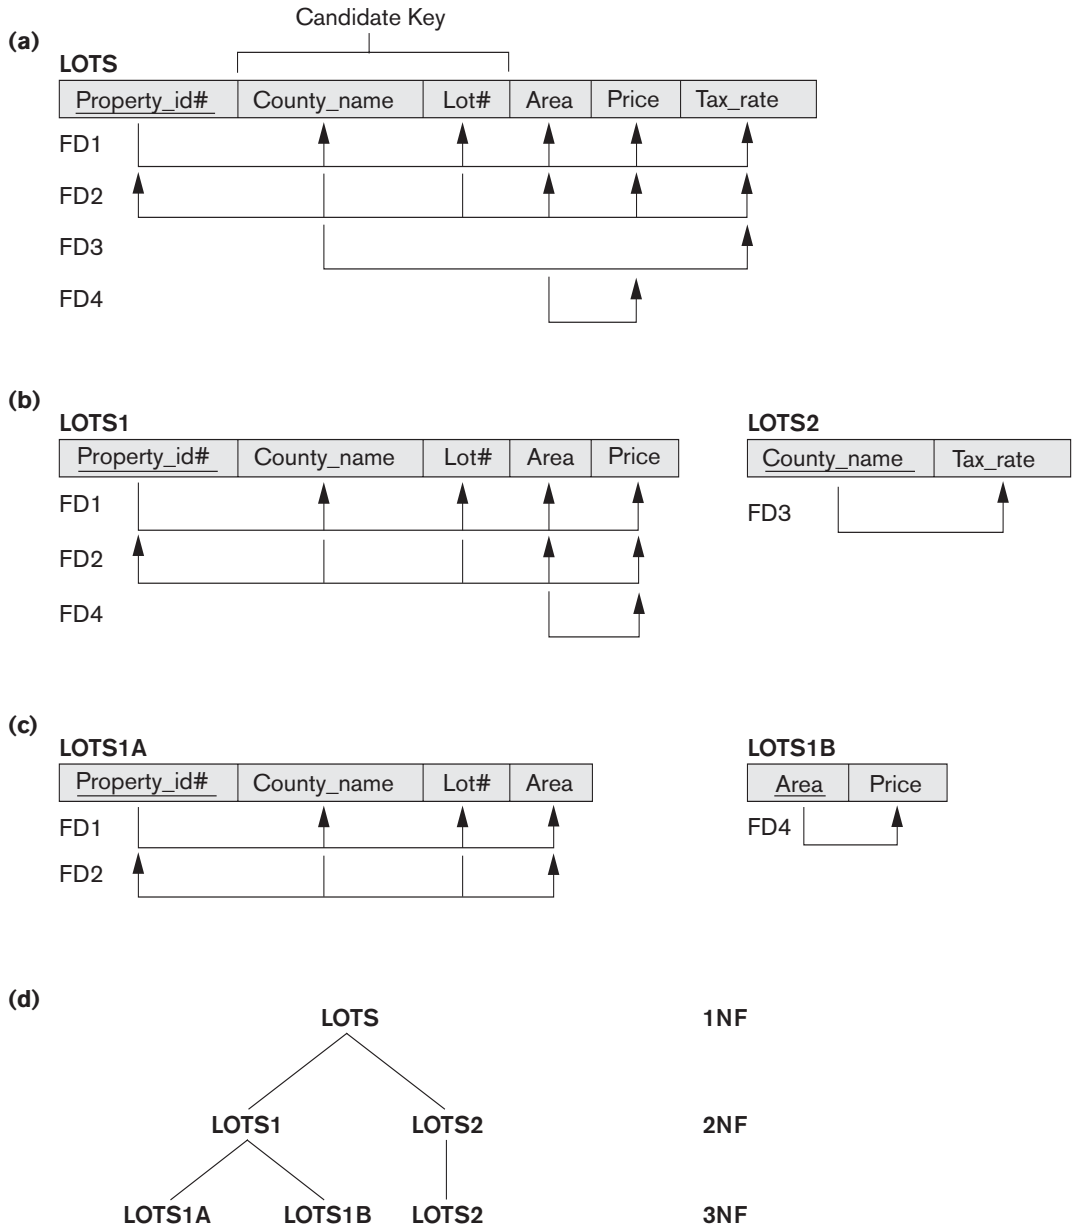 Candidate Key
(a)
LOTS
Property_id# County_name Lot# Area Price Tax_rate
FD1
FD2
FD3
FD4
(b)
LOTS1 LOTS2
Property_id# County_name Lot# Area Price County_name Tax_rate
FD1 FD3
FD2
FD4
(c)
LOTS1A LOTS1B
Property_id# County_name Lot# Area Area Price
FD1 FD4
FD2
(d)
LOTS 1NF
LOTS1 LOTS2 2NF
LOTS1A LOTS1B LOTS2 3NF